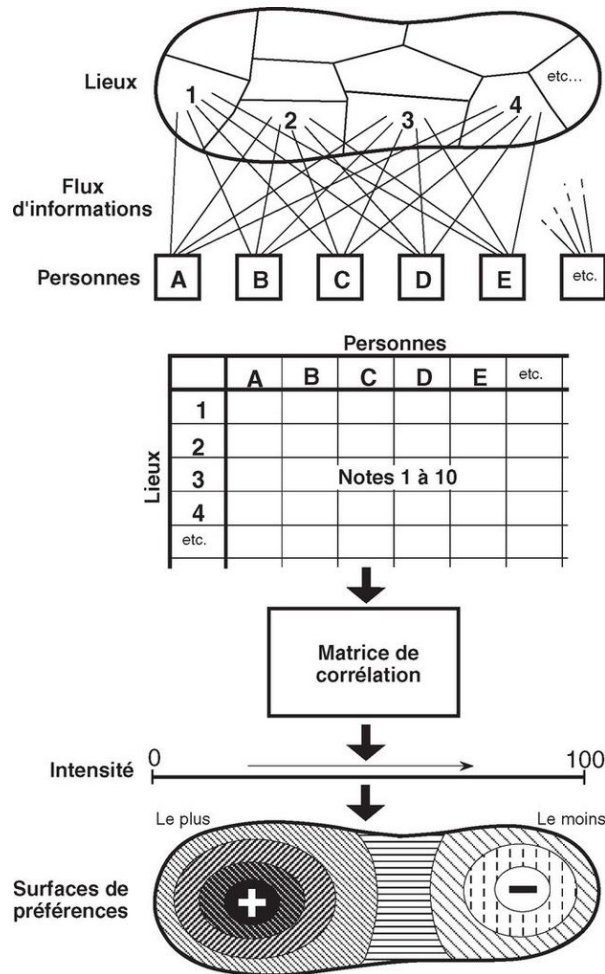 Lieux
1 2 3 4 etc...
Flux
d'informations
Personnes A B C D E etc.
Personnes
A B C D E etc.
Lieux
1
2
3 Notes 1 à 10
4
etc.
Matrice de
corrélation
0 100
Intensité
Le plus Le moins
Surfaces de
préférences
+ −